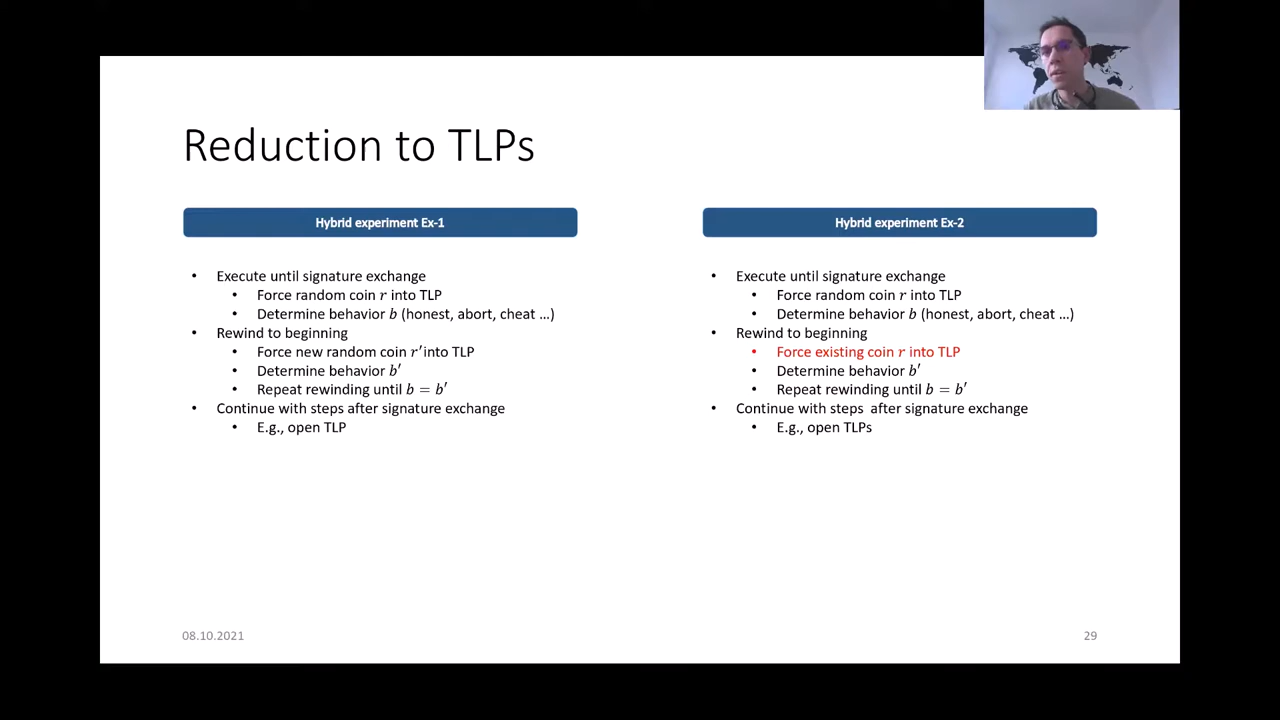 Reduction to TLPs
Hybrid experiment Ex-1
• Execute until signature exchange
• Force random coin r into TLP
• Determine behavior b (honest, abort, cheat ...)
• Rewind to beginning
• Force new random coin r′into TLP
• Determine behavior b′
• Repeat rewinding until b = b′
• Continue with steps after signature exchange
• E.g., open TLP
Hybrid experiment Ex-2
• Execute until signature exchange
• Force random coin r into TLP
• Determine behavior b (honest, abort, cheat ...)
• Rewind to beginning
• Force existing coin r into TLP
• Determine behavior b′
• Repeat rewinding until b = b′
• Continue with steps after signature exchange
• E.g., open TLPs
08.10.2021
29